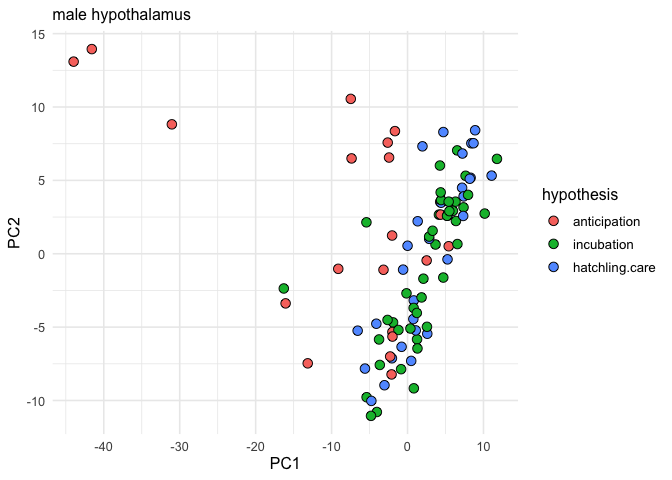 male hypothalamus
15
10
5
0
-5
-10
PC2
-40
-30
-20
-10
0
10
PC1
hypothesis
anticipation
incubation
hatchling.care